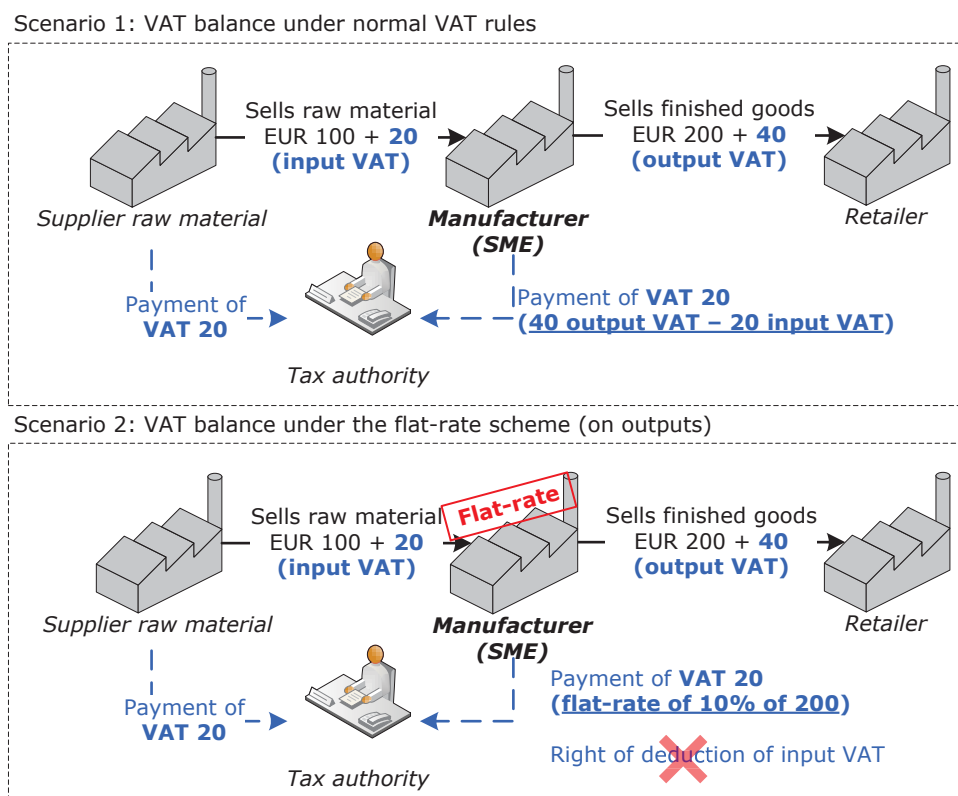 Scenario 1: VAT balance under normal VAT rules
Sells raw material
EUR 100 + 20
(input VAT)
Sells finished goods
EUR 200 + 40
(output VAT)
Supplier raw material
Manufacturer
(SME)
Retailer
Payment of
VAT 20
Payment of VAT 20
(40 output VAT – 20 input VAT)
Tax authority
Scenario 2: VAT balance under the flat-rate scheme (on outputs)
Flat-rate
Sells raw material
EUR 100 + 20
(input VAT)
Sells finished goods
EUR 200 + 40
(output VAT)
Supplier raw material
Manufacturer
(SME)
Retailer
Payment of
VAT 20
Payment of VAT 20
(flat-rate of 10% of 200)
Right of deduction of input VAT
Tax authority